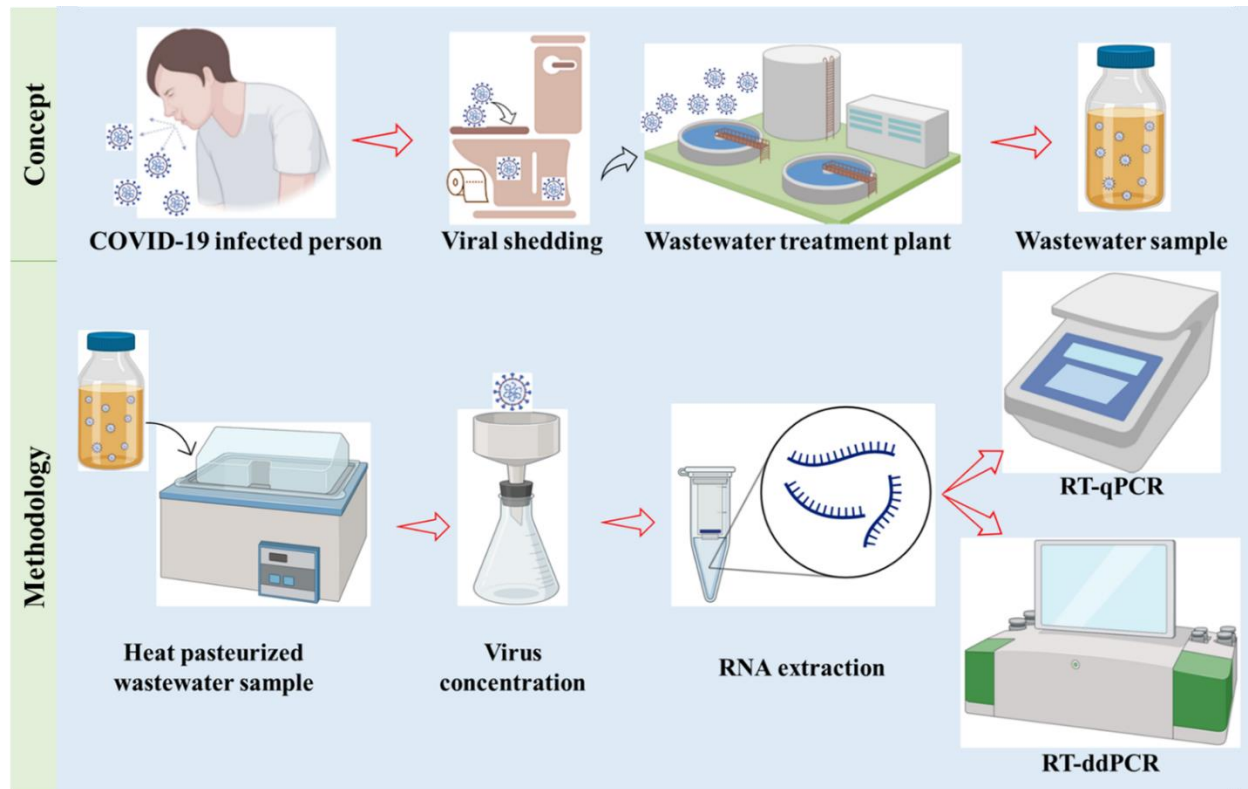 Concept
COVID-19 infected person
Viral shedding
Wastewater treatment plant
Wastewater sample
Methodology
Heat pasteurized
wastewater sample
Virus
concentration
RNA extraction
RT-qPCR
RT-ddPCR